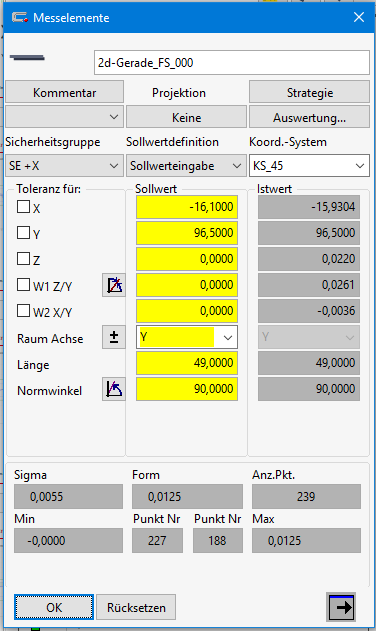 Messelemente
2d-Gerade_FS_000
Kommentar Projektion Strategie
Keine Auswertung...
Sicherheitsgruppe Sollwertdefinition Koord.-System
SE +X Sollwerteingabe KS_45
Toleranz für: Sollwert Istwert
X -16,1000 -15,9304
Y 96,5000 96,5000
Z 0,0000 0,0220
W1 Z/Y 0,0000 0,0261
W2 X/Y 0,0000 -0,0036
Raum Achse ± Y Y
Länge 49,0000 49,0000
Normwinkel 90,0000 90,0000
Sigma Form Anz.Pkt.
0,0055 0,0125 239
Min Punkt Nr Punkt Nr Max
-0,0000 227 188 0,0125
OK Rücksetzen